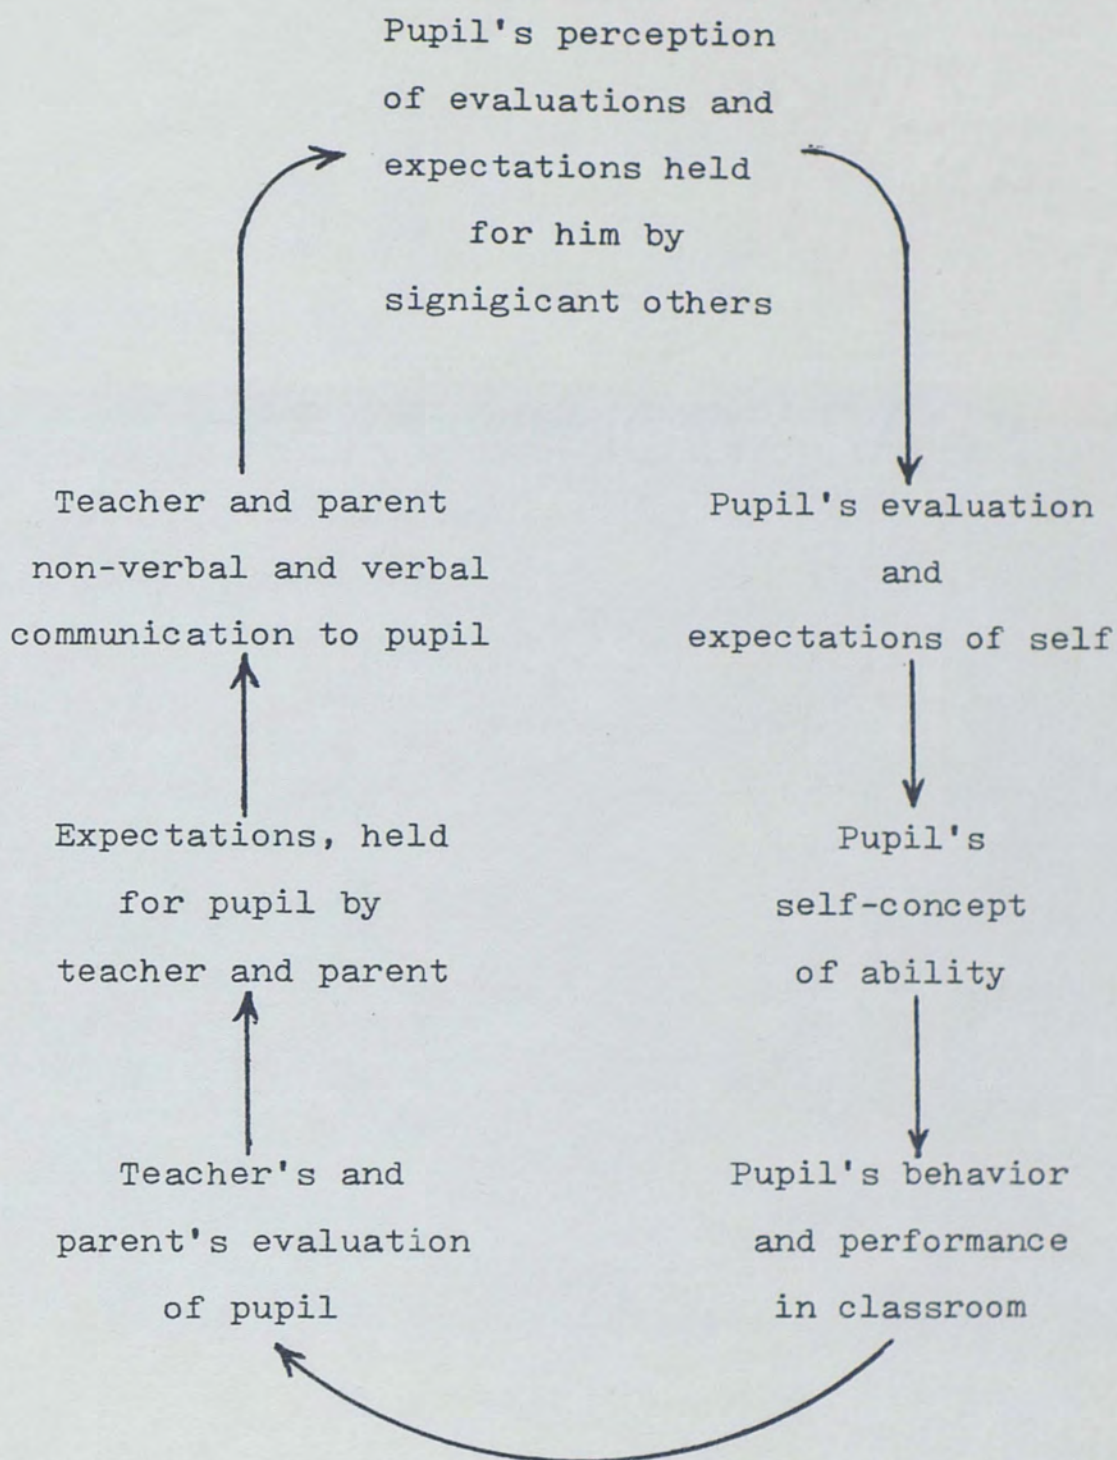 Pupil's perception
of evaluations and
expectations held
for him by
signigicant others
Teacher and parent
non-verbal and verbal
communication to pupil
Pupil's evaluation
and
expectations of self
Expectations, held
for pupil by
teacher and parent
Pupil's
self-concept
of ability
Teacher's and
parent's evaluation
of pupil
Pupil's behavior
and performance
in classroom